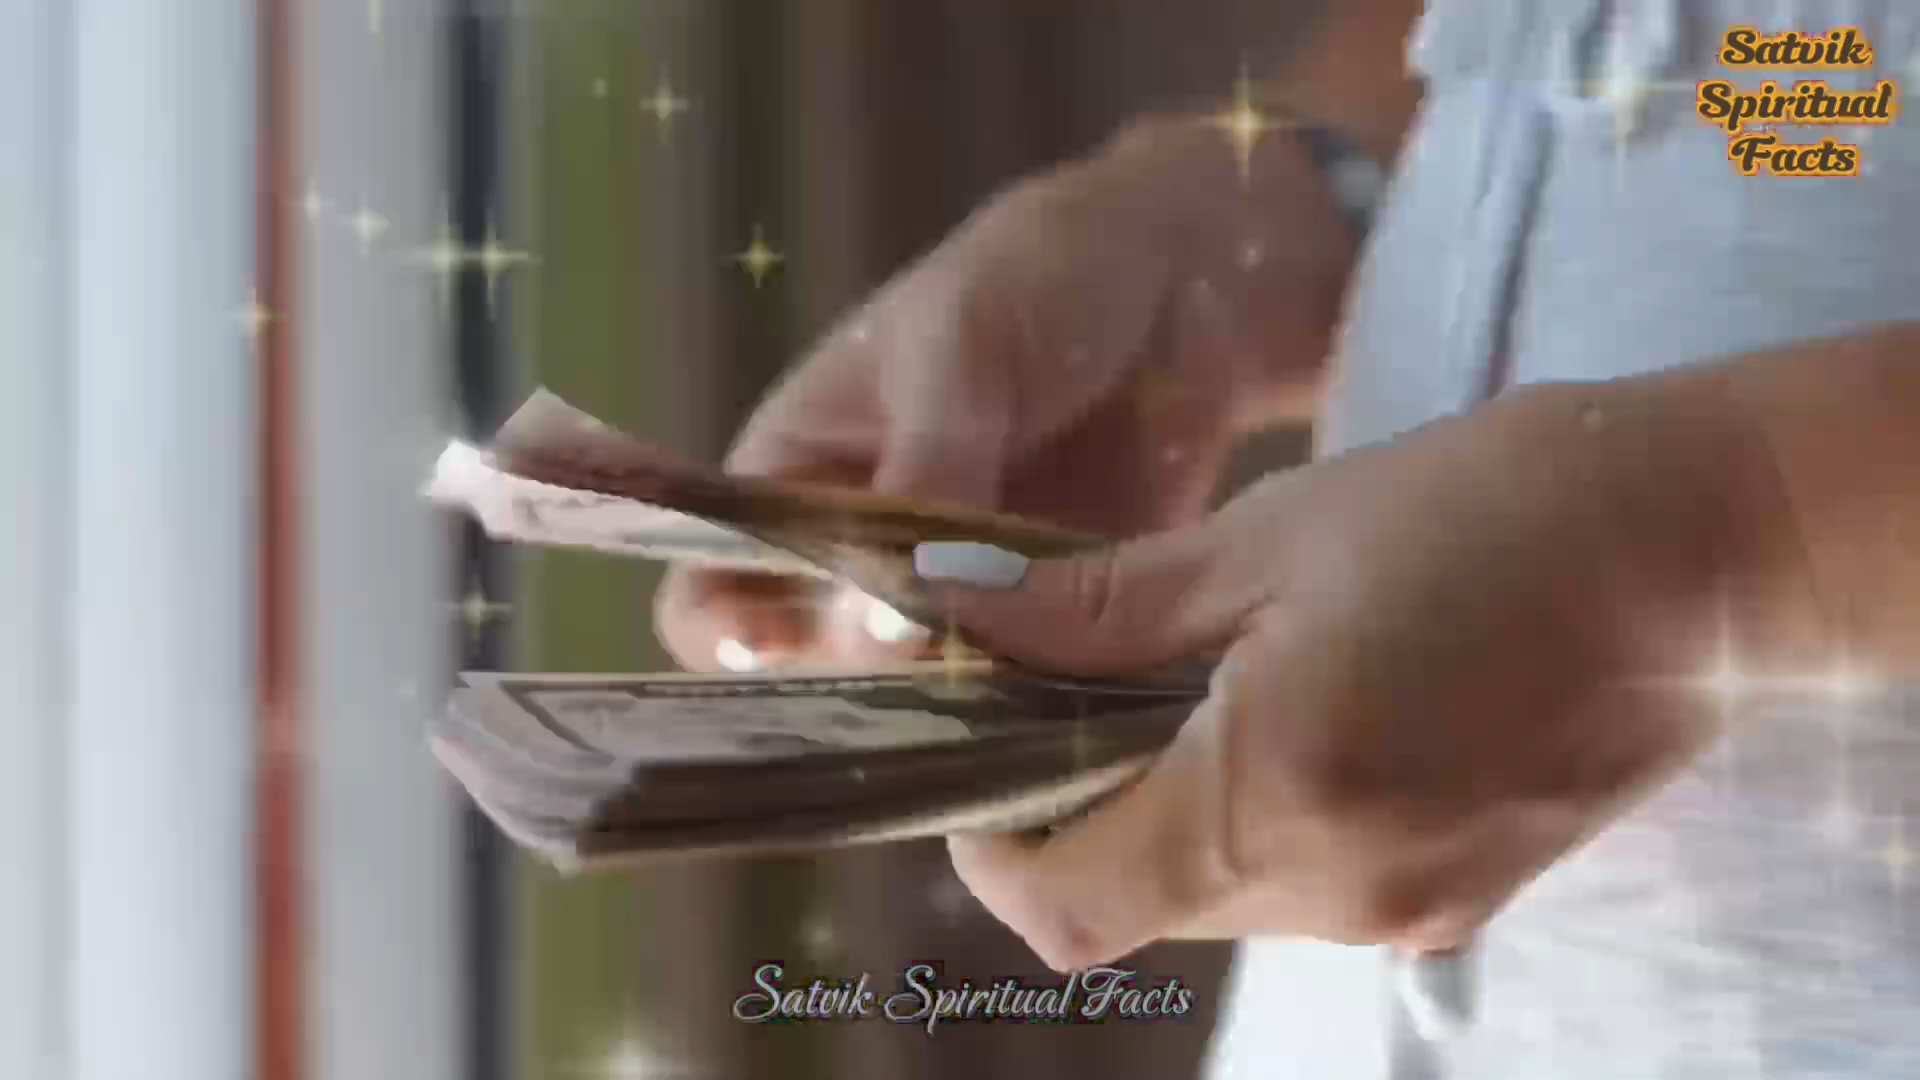 Satvik
Spiritual
Facts
Satvik Spiritual Facts